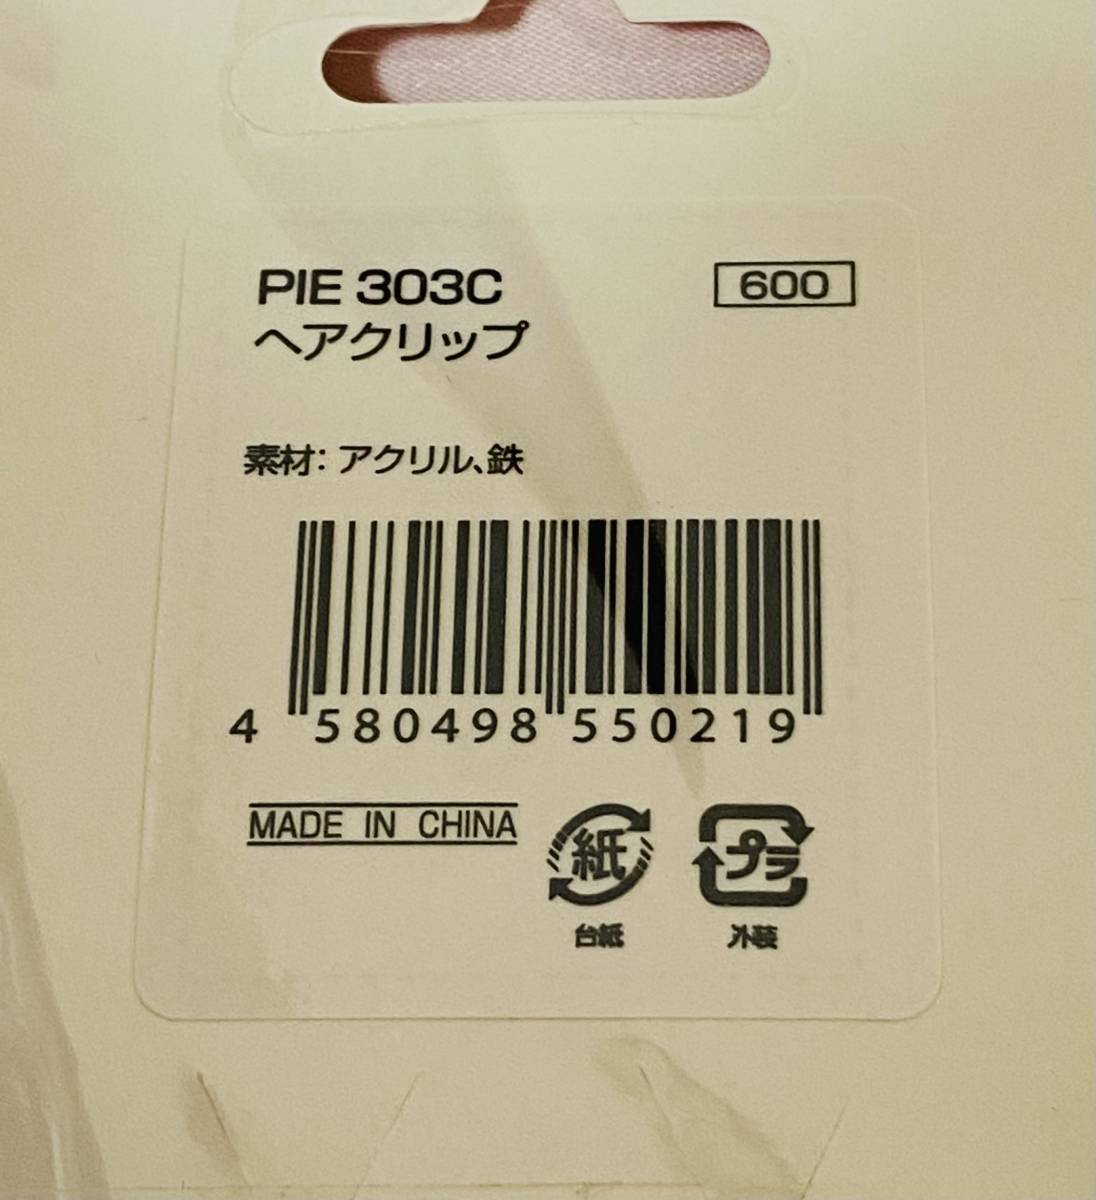 PIE 303C 600
ヘアクリップ
素材: アクリル、鉄
4 580498 550219
MADE IN CHINA
紙 プラ
台紙 外装